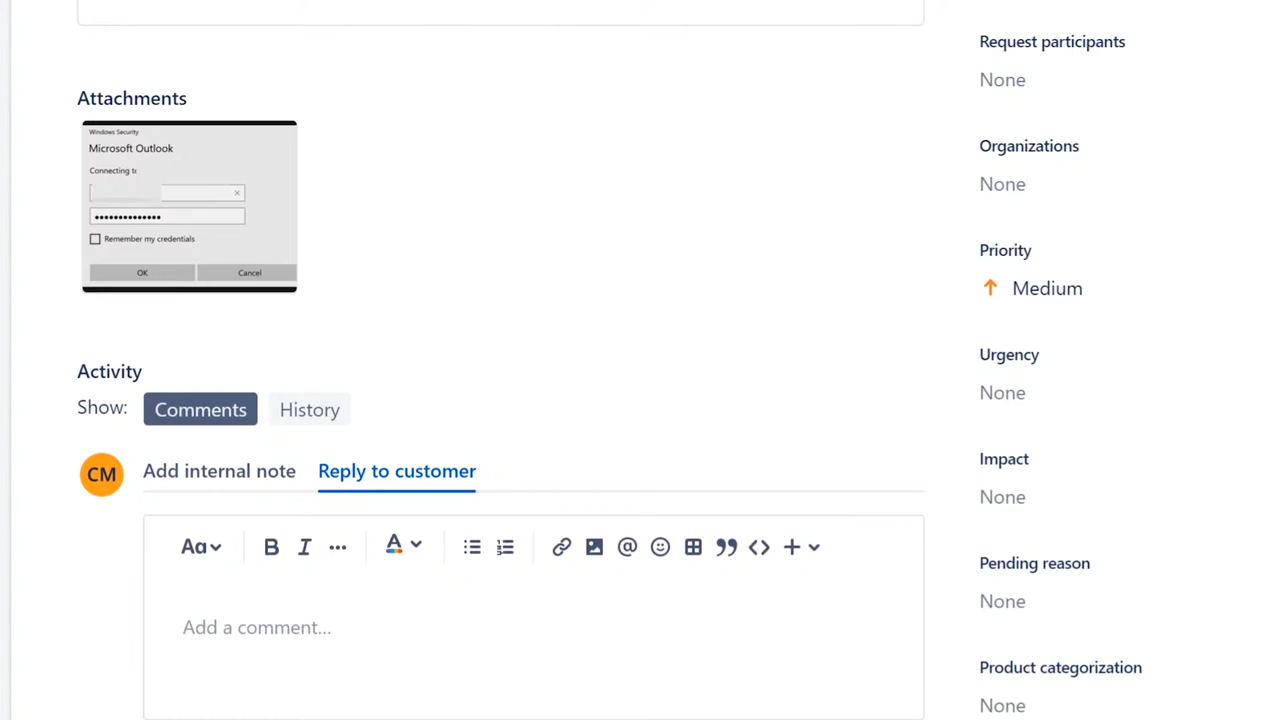 Attachments
Windows Security
Microsoft Outlook
Connecting to
Remember my credentials
OK
Cancel
Activity
Show:
Comments
History
CM
Add internal note
Reply to customer
Aa
B I
A
Add a comment...
Request participants
None
Organizations
None
Priority
Medium
Urgency
None
Impact
None
Pending reason
None
Product categorization
None